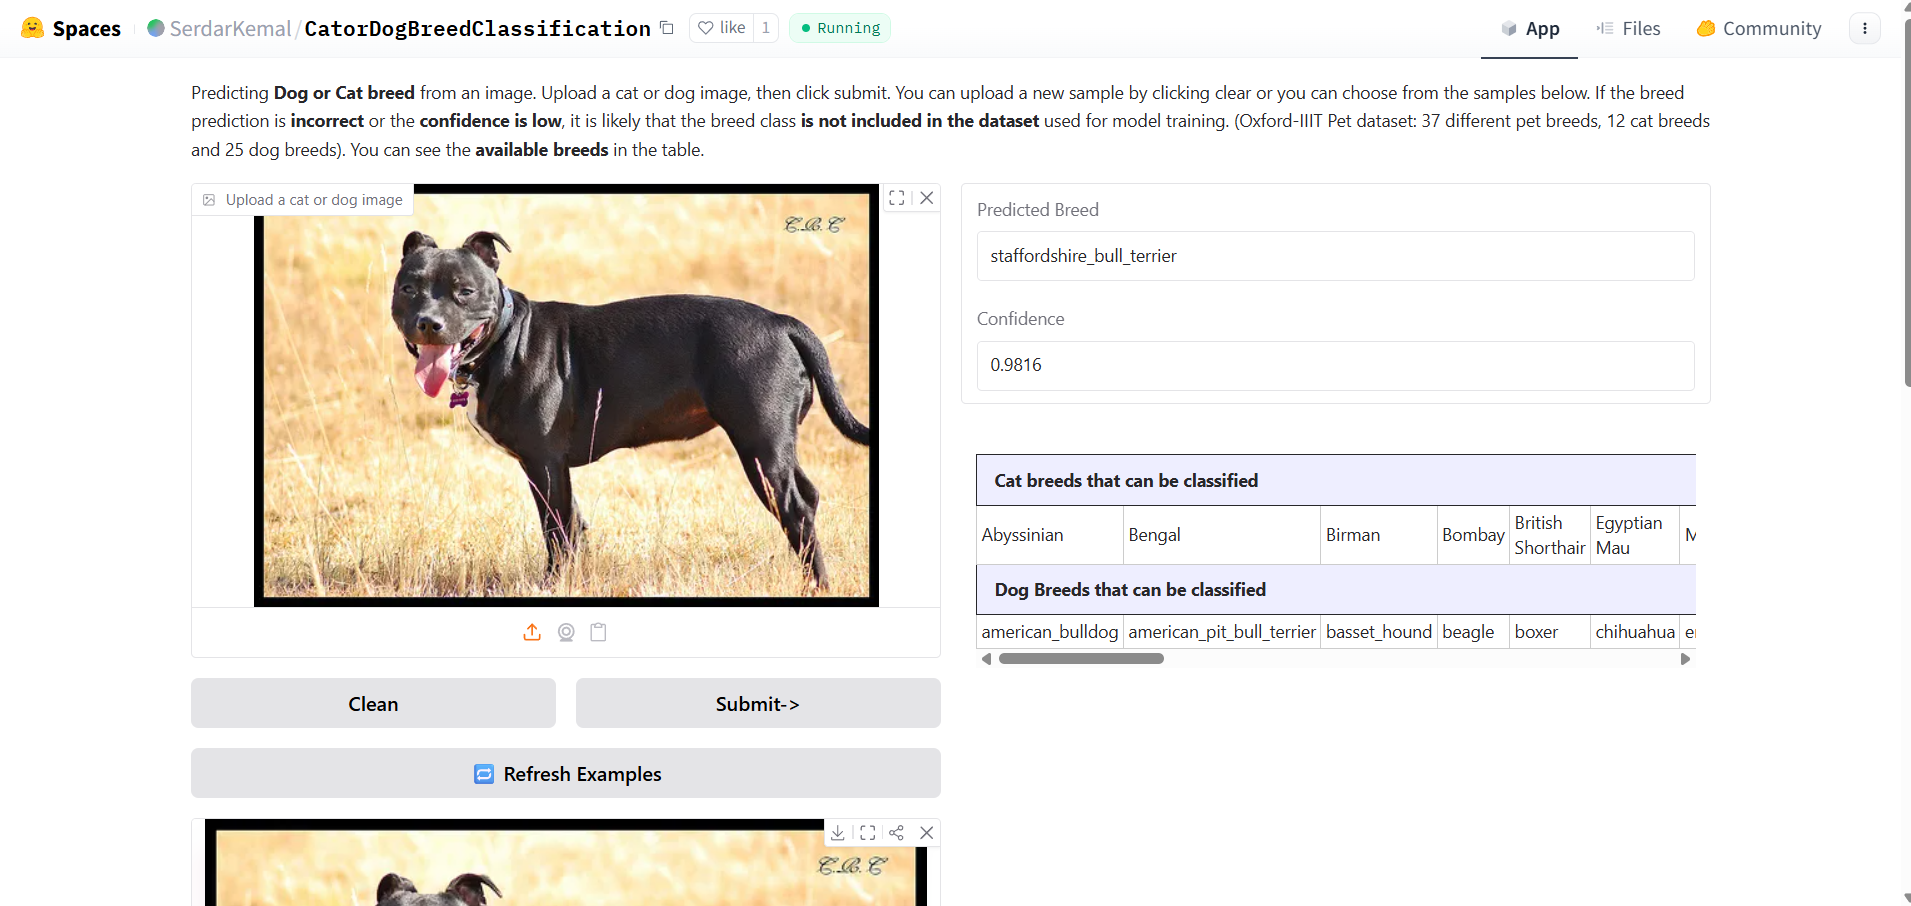 Spaces
SerdarKemal/CatorDogBreedClassification
like 1
Running
App
Files
Community
Predicting Dog or Cat breed from an image. Upload a cat or dog image, then click submit. You can upload a new sample by clicking clear or you can choose from the samples below. If the breed
prediction is incorrect or the confidence is low, it is likely that the breed class is not included in the dataset used for model training. (Oxford-IIIT Pet dataset: 37 different pet breeds, 12 cat breeds
and 25 dog breeds). You can see the available breeds in the table.
Upload a cat or dog image
C.B.C
Clean
Submit->
Refresh Examples
C.B.C
Predicted Breed
staffordshire_bull_terrier
Confidence
0.9816
Cat breeds that can be classified
Abyssinian Bengal Birman Bombay British Shorthair Egyptian Mau M
Dog Breeds that can be classified
american_bulldog american_pit_bull_terrier basset_hound beagle boxer chihuahua